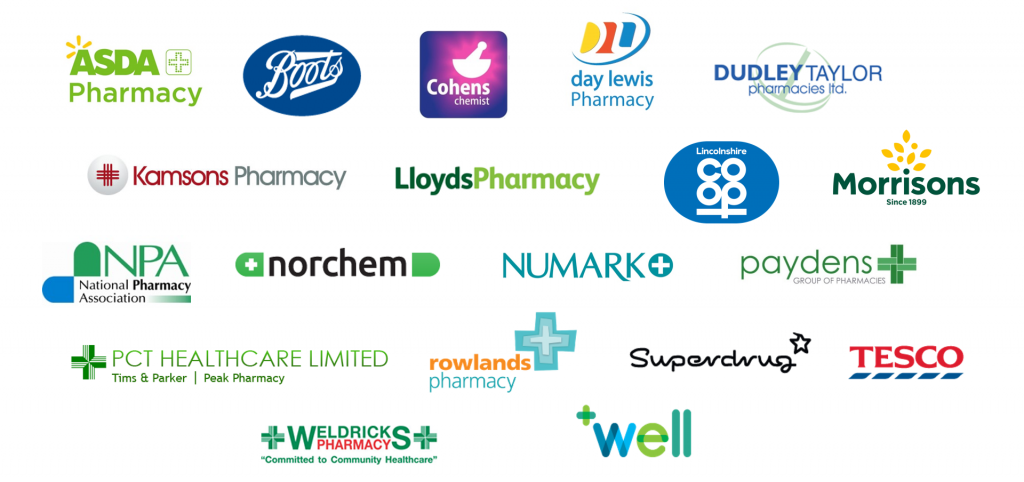 ASDA
Pharmacy
Boots
Cohens
chemist
day lewis
Pharmacy
DUDLEY TAYLOR
pharmacies ltd.
Kamsons Pharmacy
LloydsPharmacy
Lincolnshire
co
op
Morrisons
Since 1899
NPA
National Pharmacy
Association
norchem
NUMARK
paydens
GROUP OF PHARMACIES
PCT HEALTHCARE LIMITED
Tims & Parker | Peak Pharmacy
rowlands
pharmacy
Superdrug
TESCO
WELDRICKS
PHARMACY
"Committed to Community Healthcare"
well